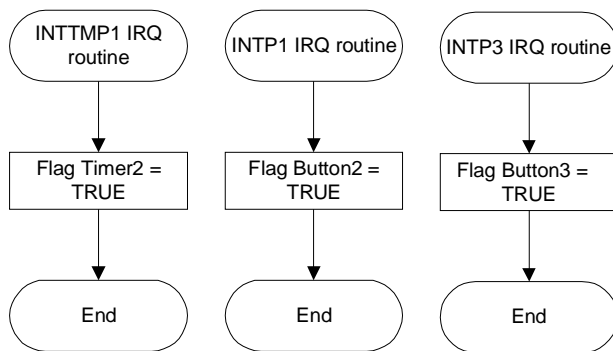 INTTMP1 IRQ
routine
INTP1 IRQ routine
INTP3 IRQ routine
Flag Timer2 =
TRUE
Flag Button2 =
TRUE
Flag Button3 =
TRUE
End
End
End